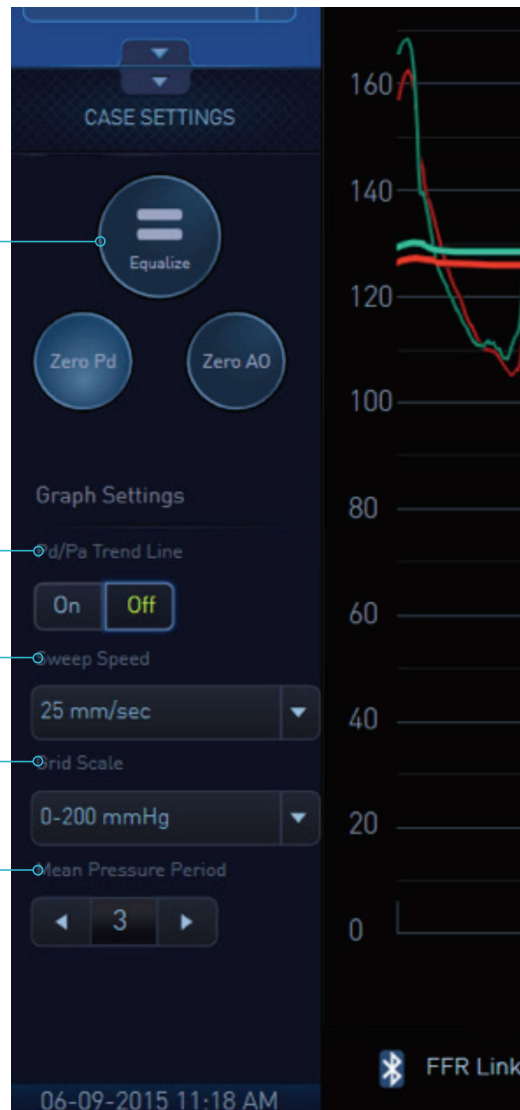 CASE SETTINGS
Equalize
Zero Pd
Zero AO
Graph Settings
Pd/Pa Trend Line
On
Off
Sweep Speed
25 mm/sec
Grid Scale
0-200 mmHg
Mean Pressure Period
3
06-09-2015 11:18 AM
160
140
120
100
80
60
40
20
0
FFR Link